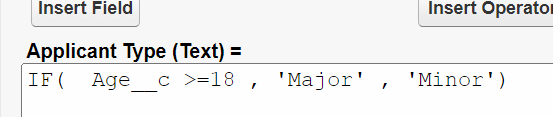 Insert Field
Insert Operator
Applicant Type (Text) =
IF(  Age__c >=18 , 'Major' , 'Minor')